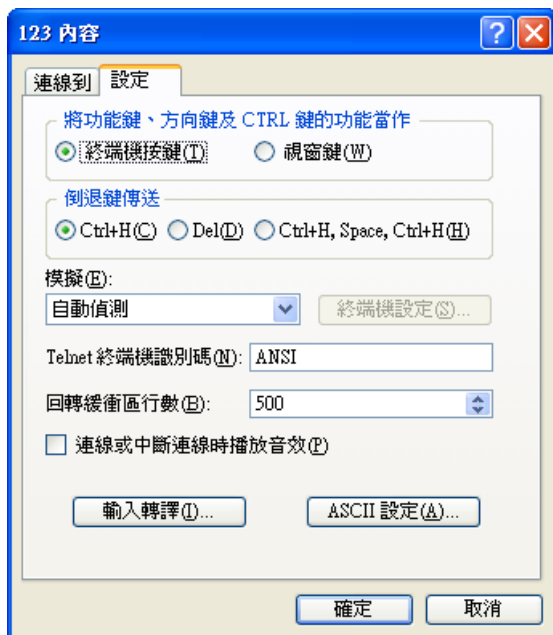 123 內容
連線到 設定
將功能鍵、方向鍵及 CTRL 鍵的功能當作
終端機按鍵(T) 視窗鍵(W)
倒退鍵傳送
Ctrl+H(C) Del(D) Ctrl+H, Space, Ctrl+H(H)
模擬(E):
自動偵測 終端機設定(S)...
Telnet 終端機識別碼(N): ANSI
回轉緩衝區行數(B): 500
連線或中斷連線時播放音效(P)
輸入轉譯(I)... ASCII 設定(A)...
確定 取消